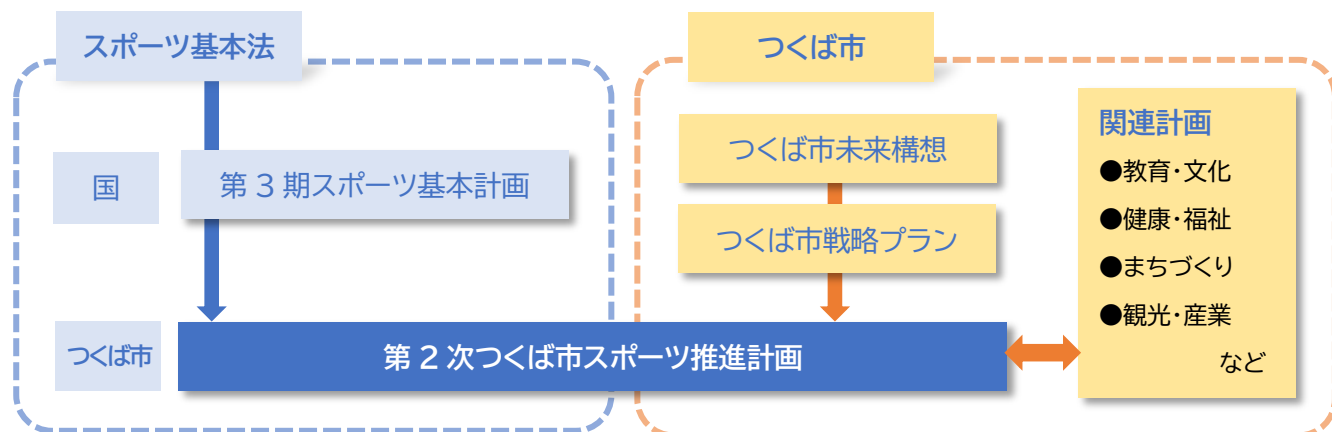 スポーツ基本法
国
第3期スポーツ基本計画
つくば市
つくば市未来構想
つくば市戦略プラン
関連計画
●教育・文化
●健康・福祉
●まちづくり
●観光・産業
など
つくば市
第2次つくば市スポーツ推進計画